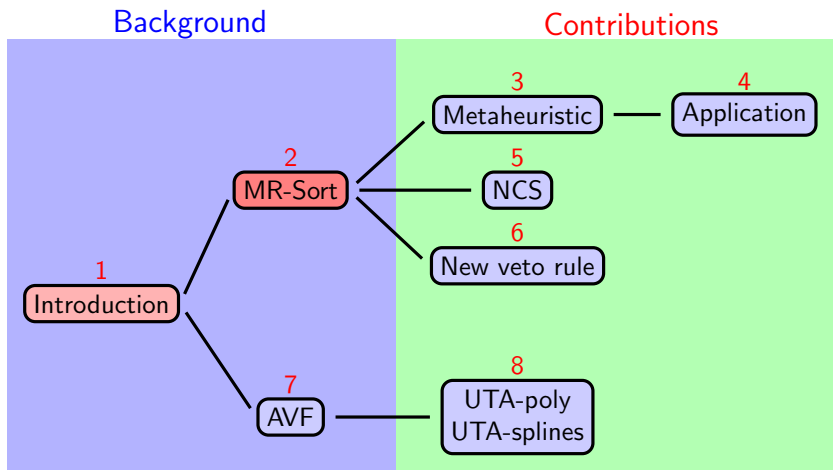 Background
Contributions
1
Introduction
2
MR-Sort
3
Metaheuristic
4
Application
5
NCS
6
New veto rule
7
AVF
8
UTA-poly
UTA-splines